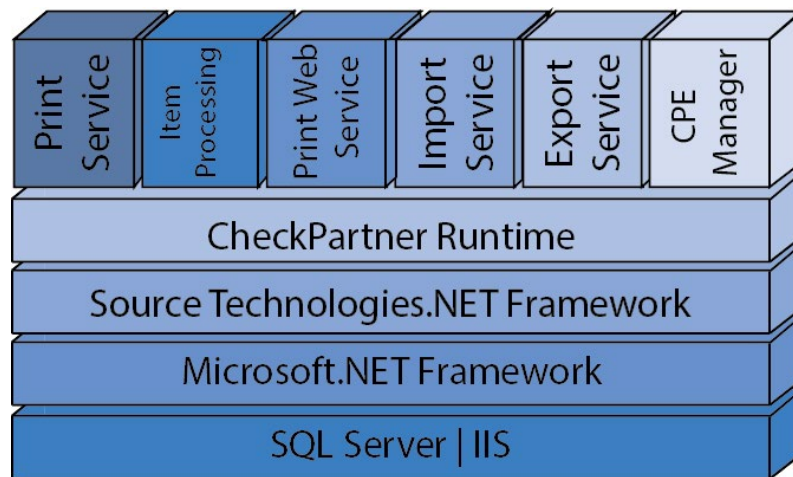 Print
Service
Item
Processing
Print Web
Service
Import
Service
Export
Service
CPE
Manager
CheckPartner Runtime
Source Technologies.NET Framework
Microsoft.NET Framework
SQL Server | IIS